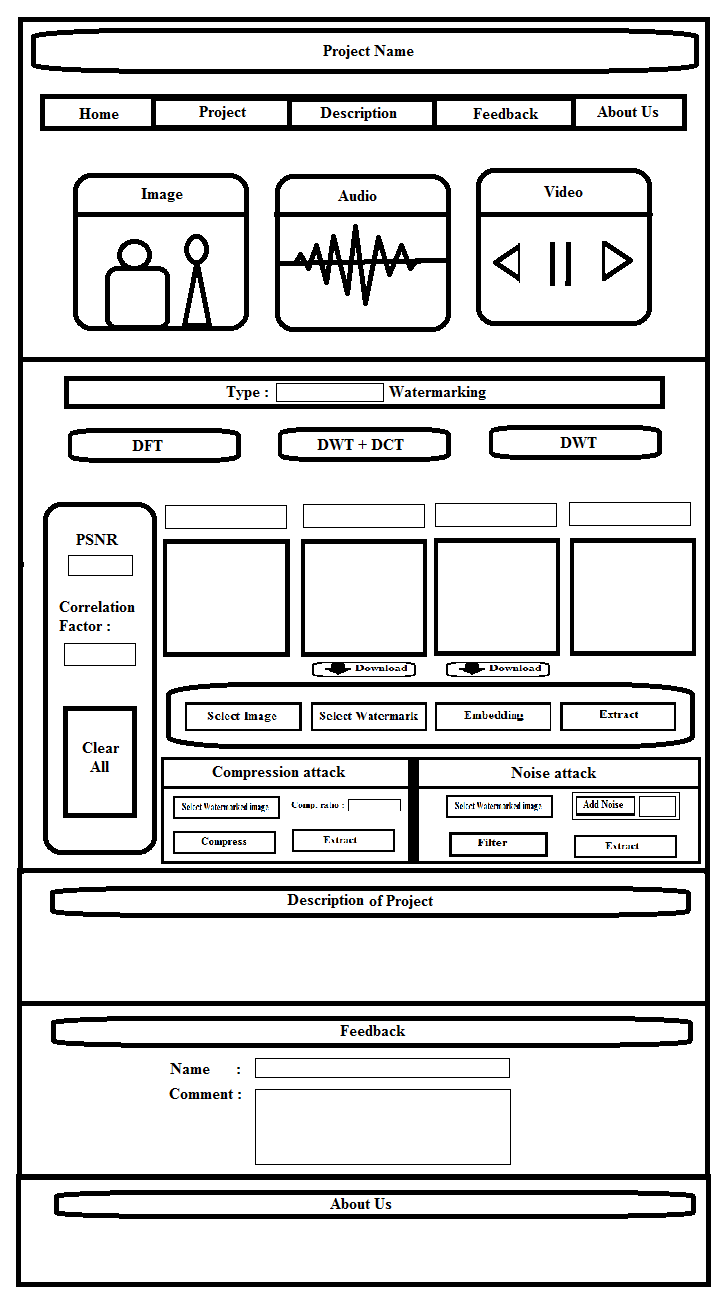 Project Name
Home Project Description Feedback About Us
Image Audio Video
Type : Watermarking
DFT DWT + DCT DWT
PSNR
Correlation
Factor :
Clear
All
Download Download
Select Image Select Watermark Embedding Extract
Compression attack Noise attack
Select Watermarked image Comp. ratio : Select Watermarked image Add Noise
Compress Extract Filter Extract
Description of Project
Feedback
Name :
Comment :
About Us